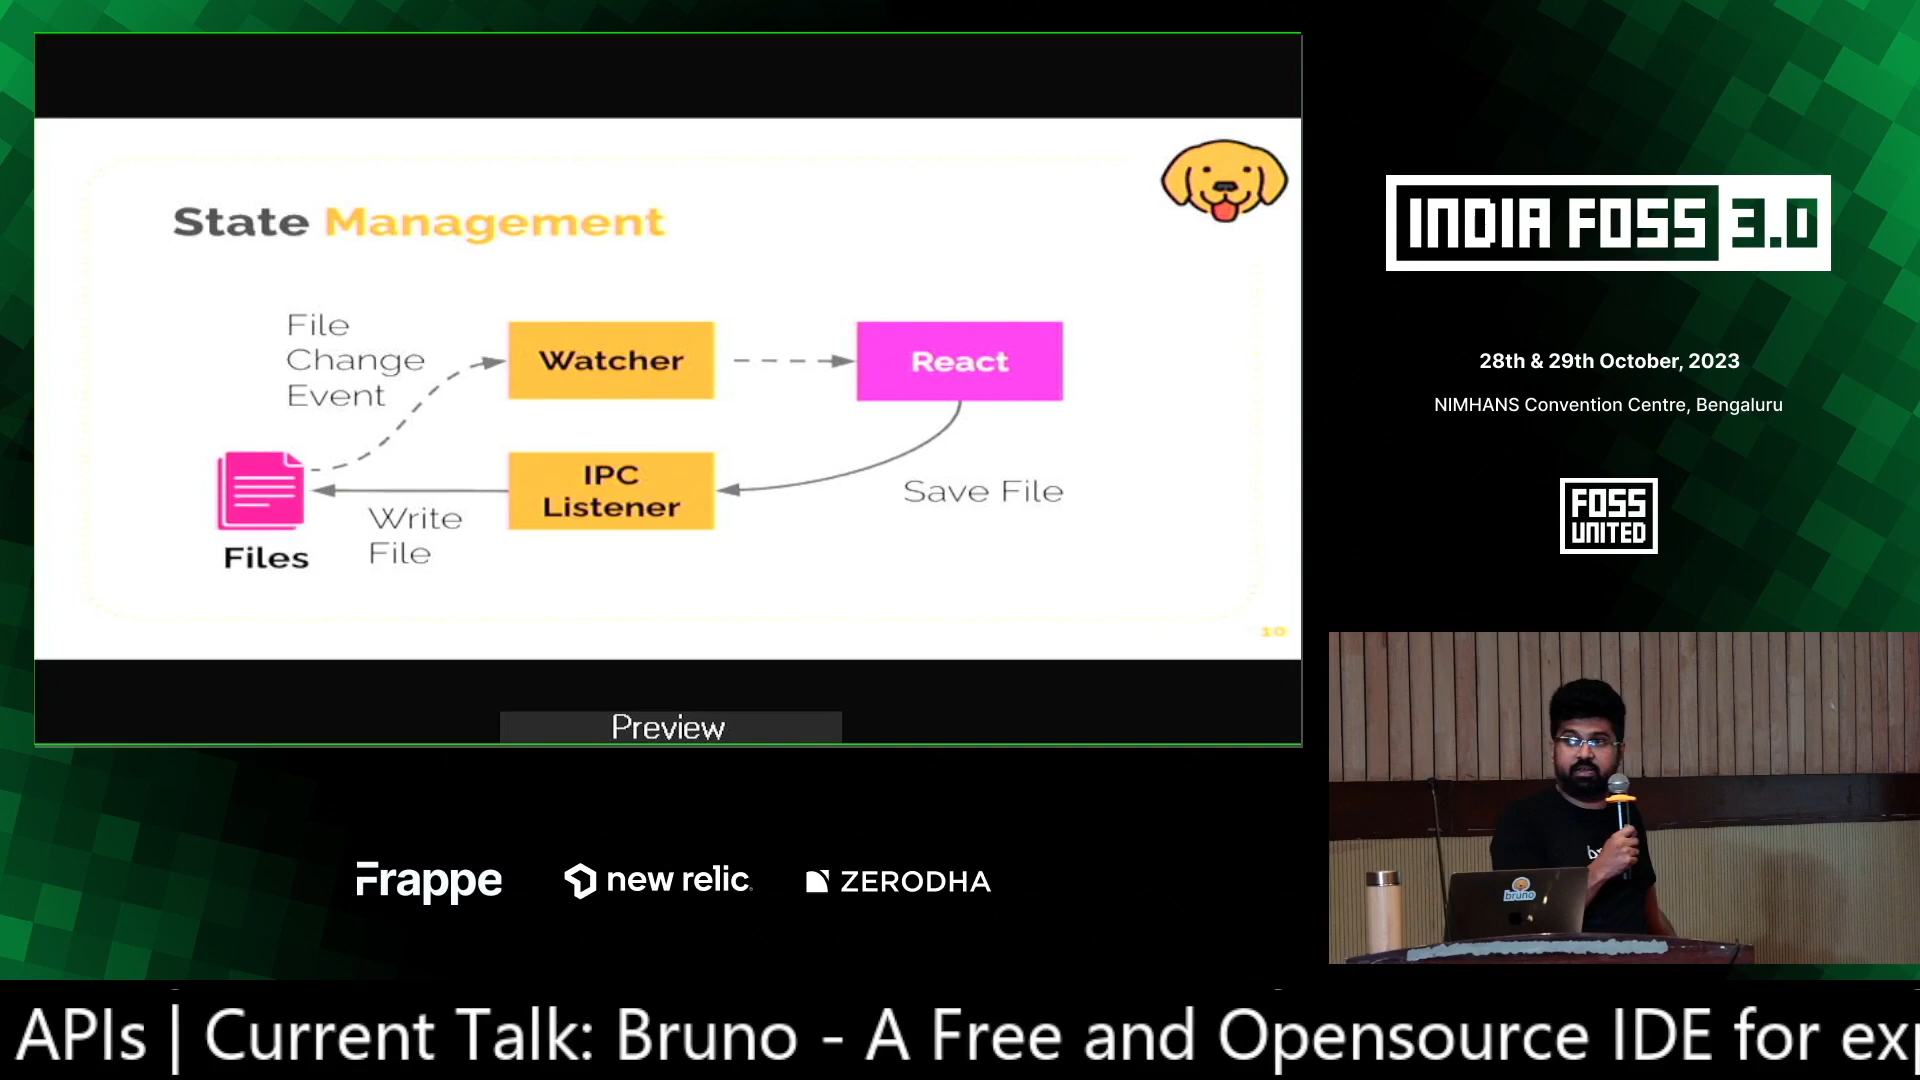 State Management
File
Change
Event
Watcher
React
IPC
Listener
Save File
Write
File
Files
10
Preview
INDIA FOSS 3.0
28th & 29th October, 2023
NIMHANS Convention Centre, Bengaluru
FOSS
UNITED
bruno
Frappe
new relic
ZERODHA
APIs | Current Talk: Bruno - A Free and Opensource IDE for exp